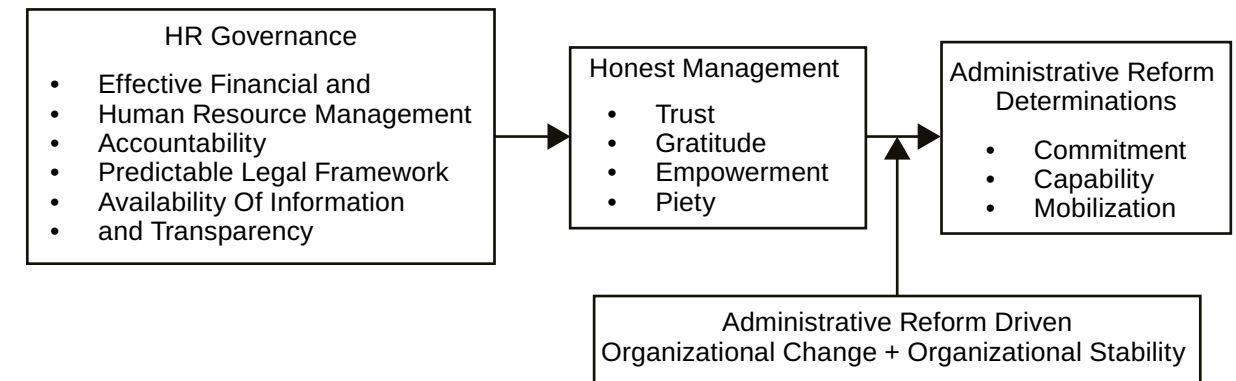 HR Governance
• Effective Financial and
• Human Resource Management
• Accountability
• Predictable Legal Framework
• Availability Of Information
• and Transparency
Honest Management
• Trust
• Gratitude
• Empowerment
• Piety
Administrative Reform
Determinations
• Commitment
• Capability
• Mobilization
Administrative Reform Driven
Organizational Change + Organizational Stability